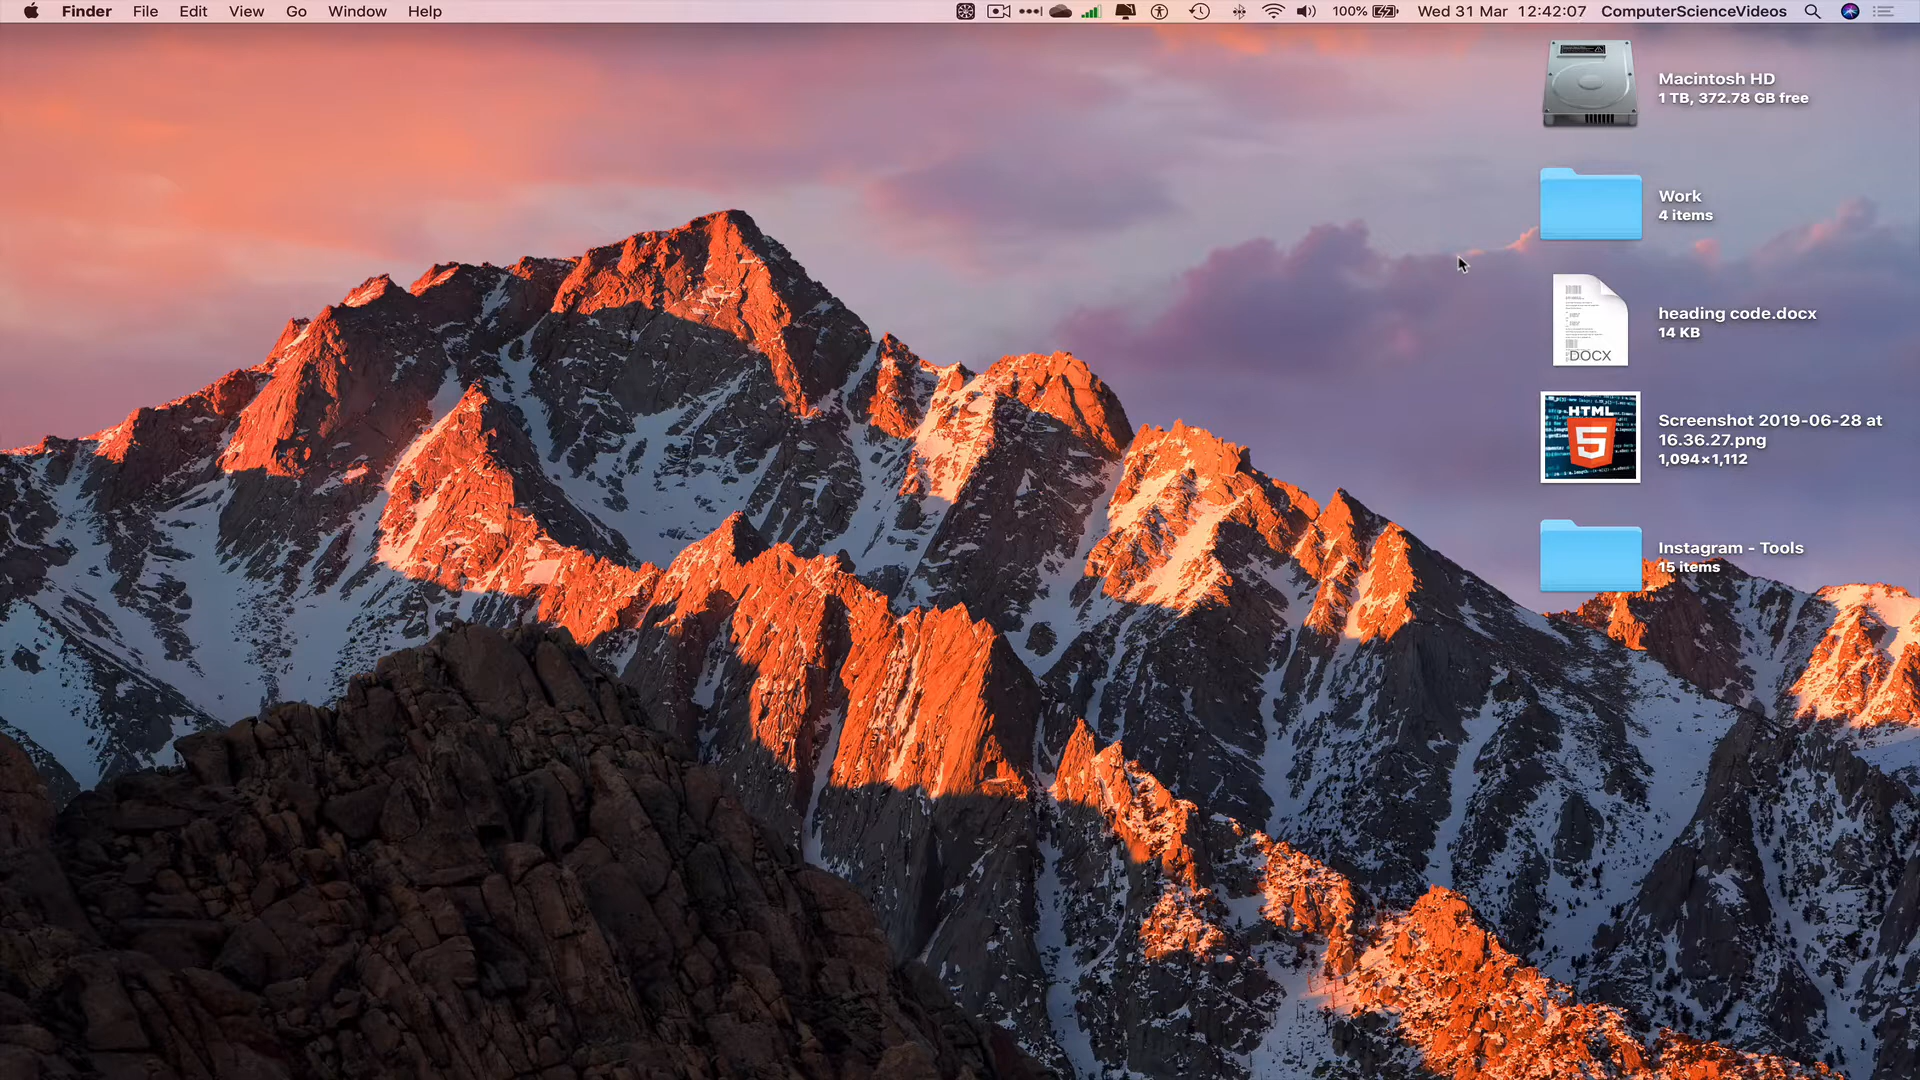 Finder File Edit View Go Window Help 100% Wed 31 Mar 12:42:07 ComputerScienceVideos
Macintosh HD
1 TB, 372.78 GB free
Work
4 items
heading code.docx
14 KB
DOCX
HTML
5
Screenshot 2019-06-28 at
16.36.27.png
1,094×1,112
Instagram - Tools
15 items